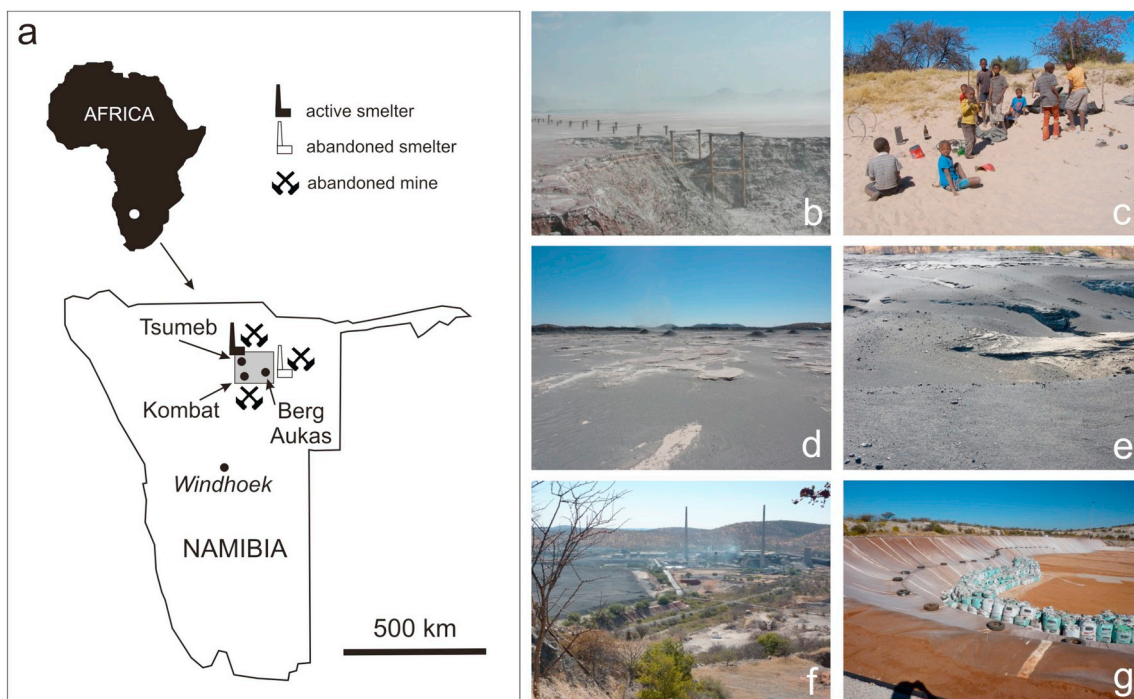 a
AFRICA
active smelter
abandoned smelter
abandoned mine
Tsumeb
Kombat
Berg
Aukas
Windhoek
NAMIBIA
500 km
b
c
d
e
f
g